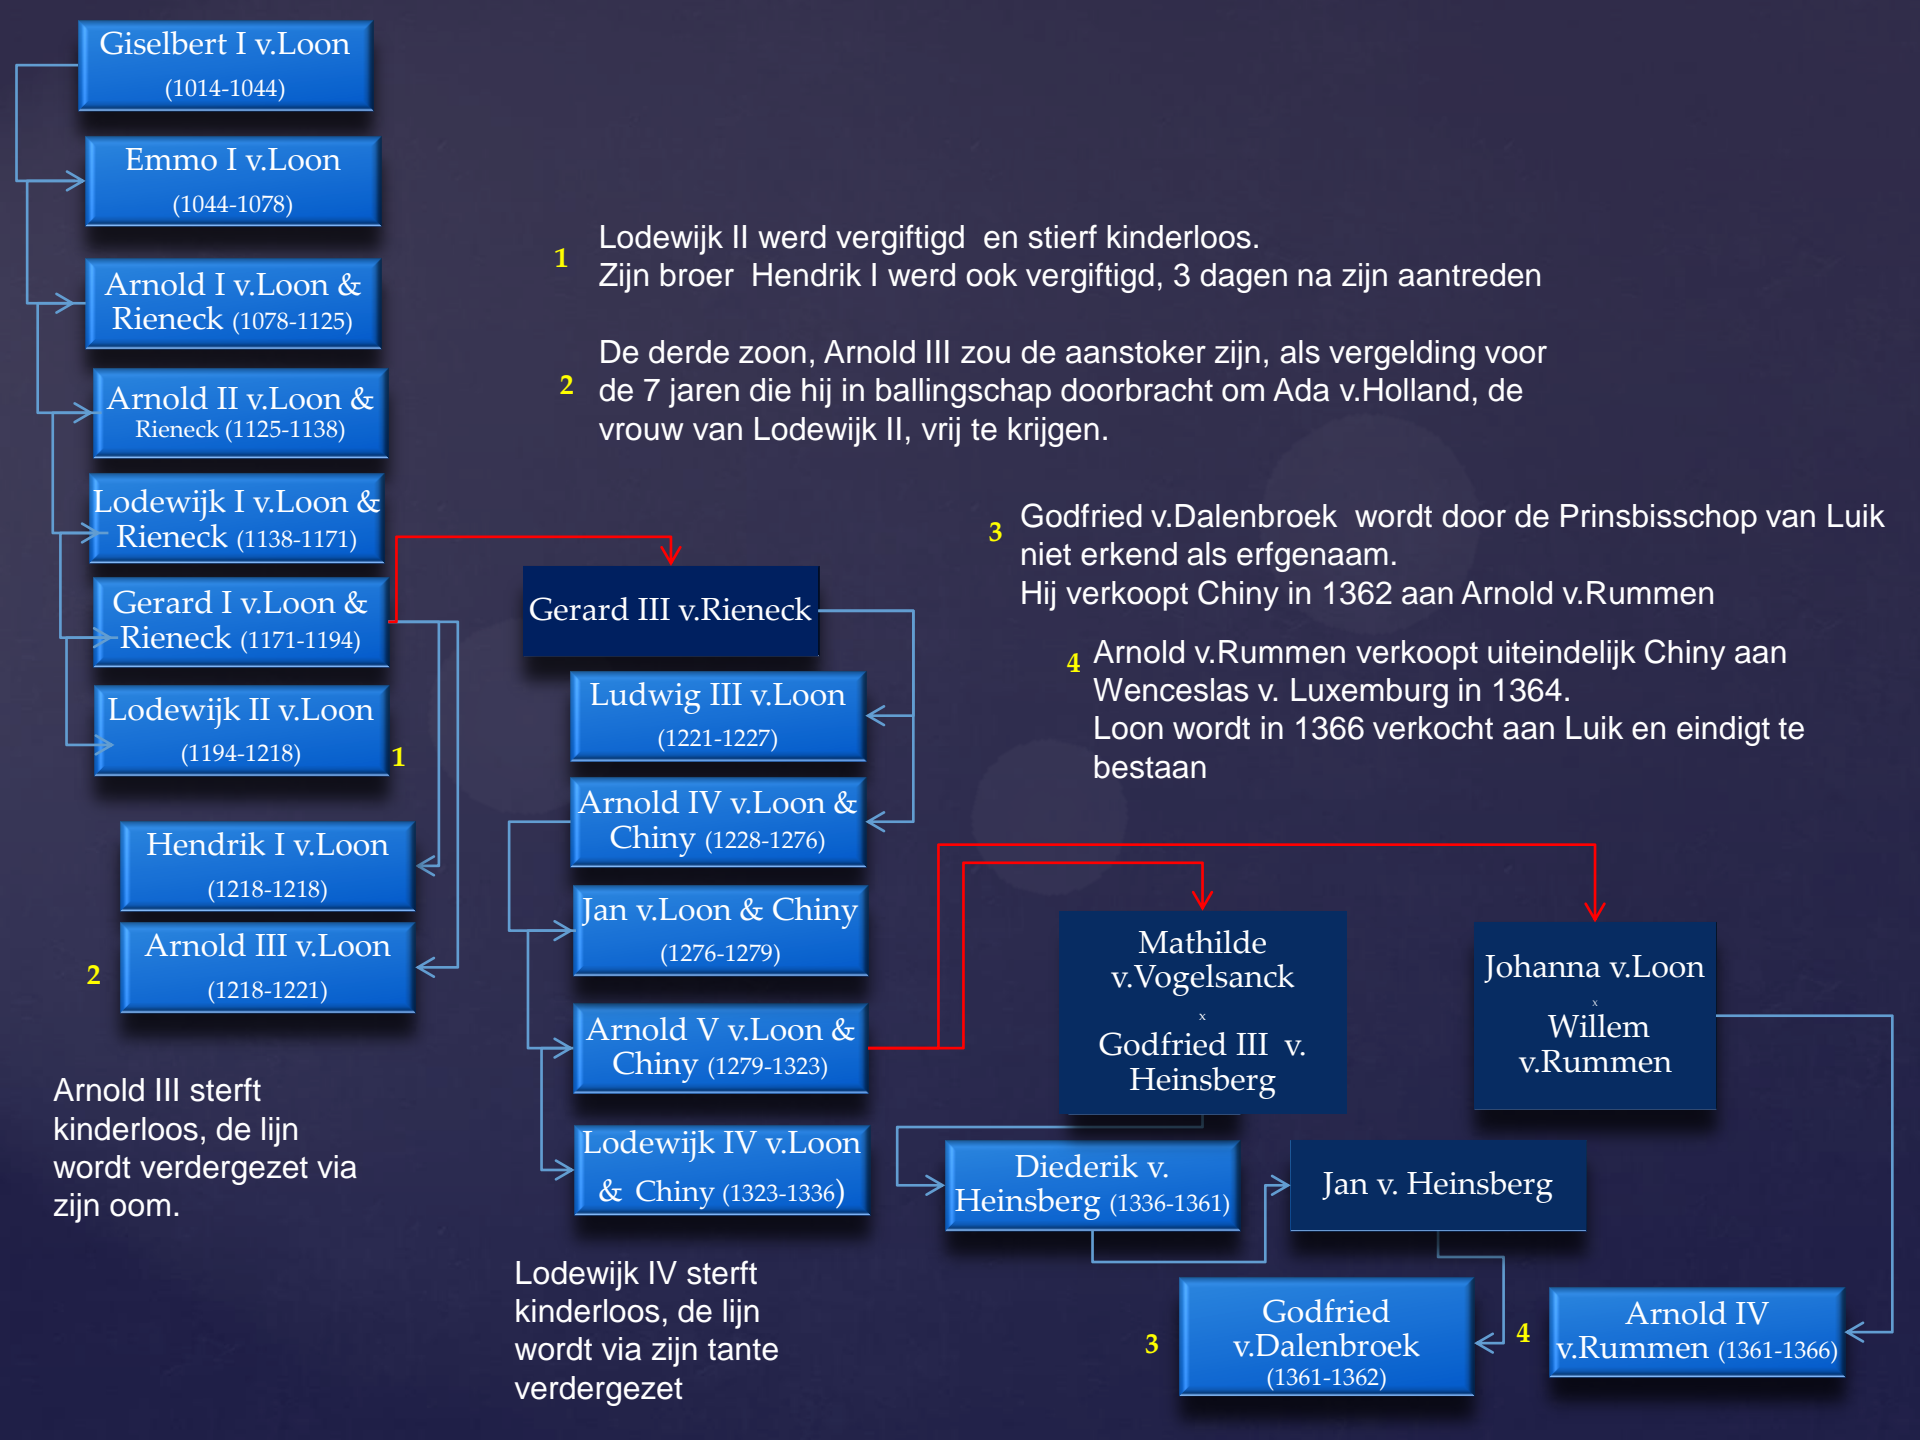 Giselbert I v.Loon
(1014-1044)
Emmo I v.Loon
(1044-1078)
Arnold I v.Loon &
Rieneck (1078-1125)
Arnold II v.Loon &
Rieneck (1125-1138)
Lodewijk I v.Loon &
Rieneck (1138-1171)
Gerard I v.Loon &
Rieneck (1171-1194)
Lodewijk II v.Loon
(1194-1218)
1
Hendrik I v.Loon
(1218-1218)
Arnold III v.Loon
(1218-1221)
2
Arnold III sterft
kinderloos, de lijn
wordt verdergezet via
zijn oom.
1
Lodewijk II werd vergiftigd en stierf kinderloos.
Zijn broer Hendrik I werd ook vergiftigd, 3 dagen na zijn aantreden
2
De derde zoon, Arnold III zou de aanstoker zijn, als vergelding voor
de 7 jaren die hij in ballingschap doorbracht om Ada v.Holland, de
vrouw van Lodewijk II, vrij te krijgen.
3
Godfried v.Dalenbroek wordt door de Prinsbisschop van Luik
niet erkend als erfgenaam.
Hij verkoopt Chiny in 1362 aan Arnold v.Rummen
4
Arnold v.Rummen verkoopt uiteindelijk Chiny aan
Wenceslas v. Luxemburg in 1364.
Loon wordt in 1366 verkocht aan Luik en eindigt te
bestaan
Gerard III v.Rieneck
Ludwig III v.Loon
(1221-1227)
Arnold IV v.Loon &
Chiny (1228-1276)
Jan v.Loon & Chiny
(1276-1279)
Arnold V v.Loon &
Chiny (1279-1323)
Lodewijk IV v.Loon
& Chiny (1323-1336)
Lodewijk IV sterft
kinderloos, de lijn
wordt via zijn tante
verdergezet
Mathilde
v.Vogelsanck
x
Godfried III v.
Heinsberg
Johanna v.Loon
x
Willem
v.Rummen
Diederik v.
Heinsberg (1336-1361)
Jan v. Heinsberg
3
Godfried
v.Dalenbroek
(1361-1362)
4
Arnold IV
v.Rummen (1361-1366)